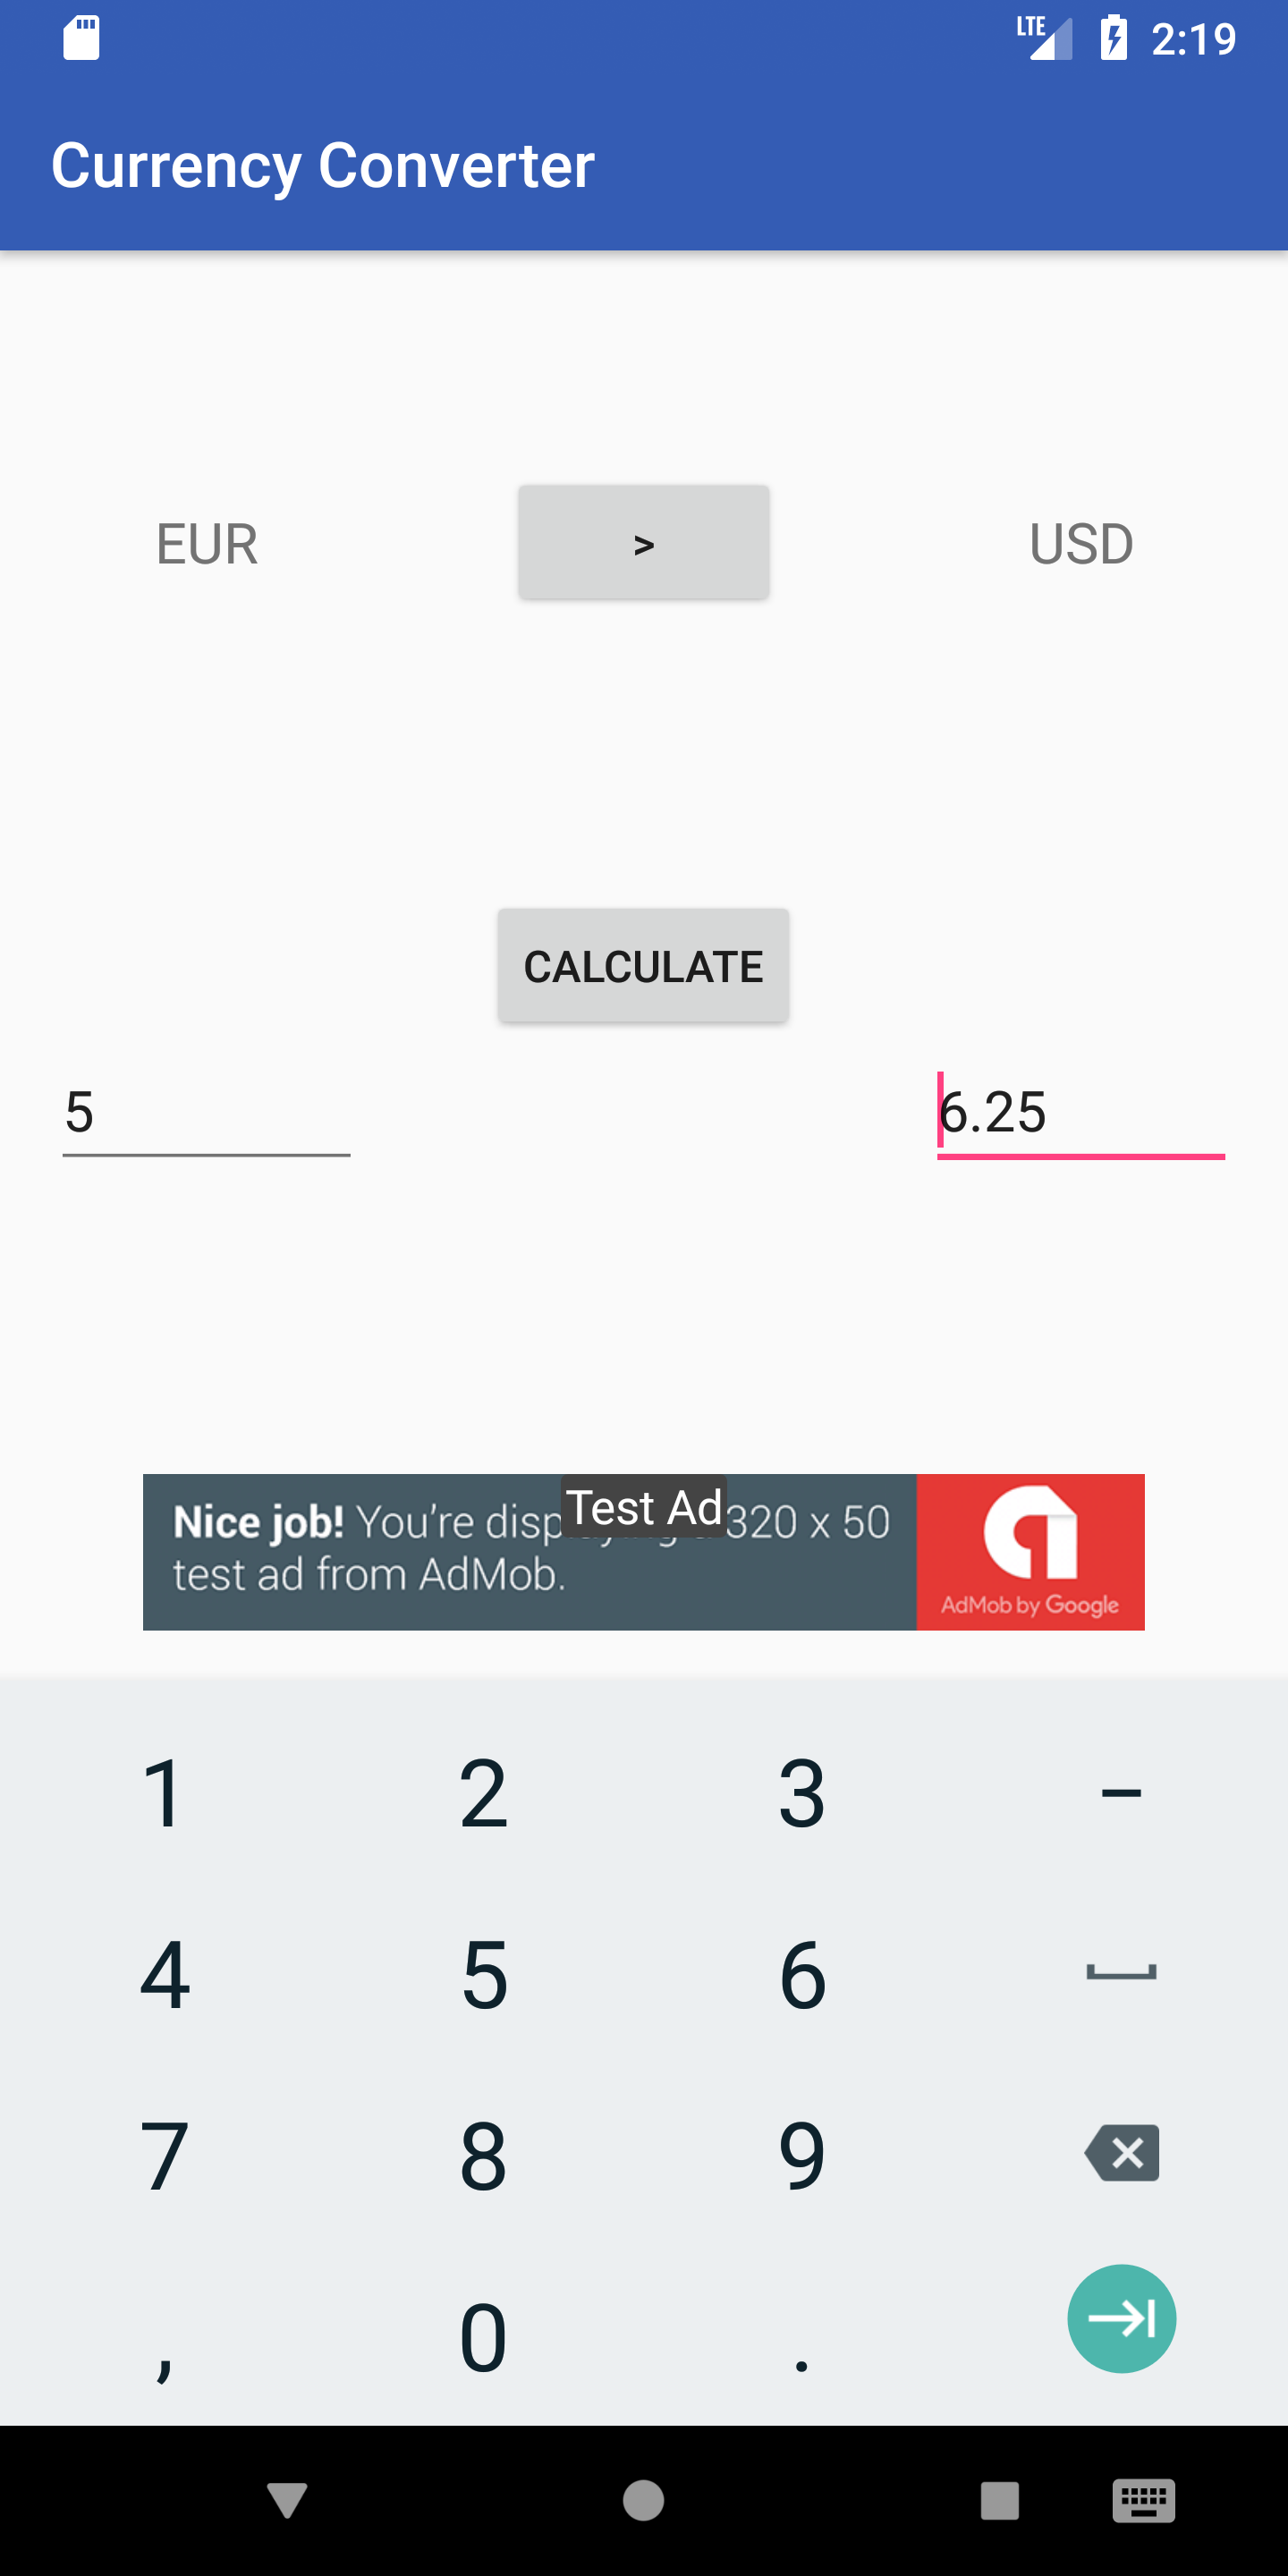 LTE 2:19
Currency Converter
EUR > USD
CALCULATE
5 6.25
Test Ad
Nice job! You're disp 320 x 50
test ad from AdMob.
AdMob by Google
1 2 3 –
4 5 6
7 8 9
, 0 .